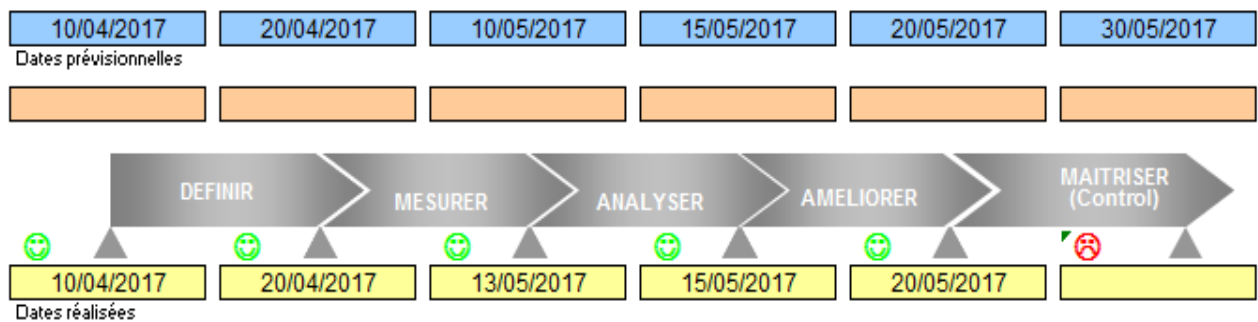 10/04/2017 20/04/2017 10/05/2017 15/05/2017 20/05/2017 30/05/2017
Dates prévisionnelles
DEFINIR MESURER ANALYSER AMELIORER MAITRISER
(Control)
10/04/2017 20/04/2017 13/05/2017 15/05/2017 20/05/2017
Dates réalisées